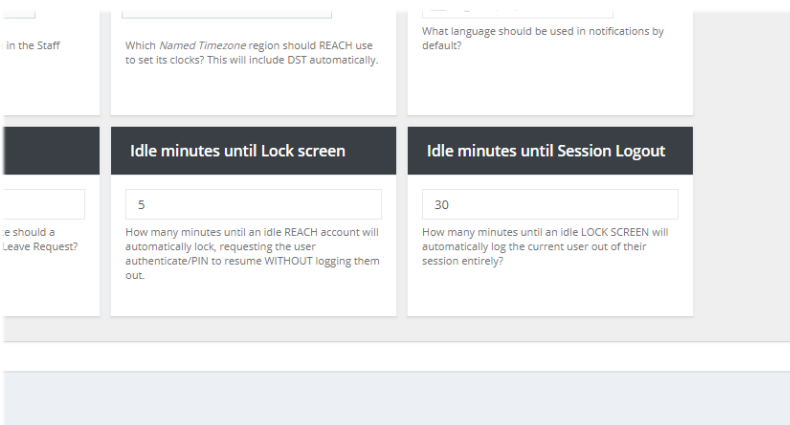 in the Staff
Which Named Timezone region should REACH use
to set its clocks? This will include DST automatically.
What language should be used in notifications by
default?
Idle minutes until Lock screen
Idle minutes until Session Logout
should a
Leave Request?
5
How many minutes until an idle REACH account will
automatically lock, requesting the user
authenticate/PIN to resume WITHOUT logging them
out.
30
How many minutes until an idle LOCK SCREEN will
automatically log the current user out of their
session entirely?